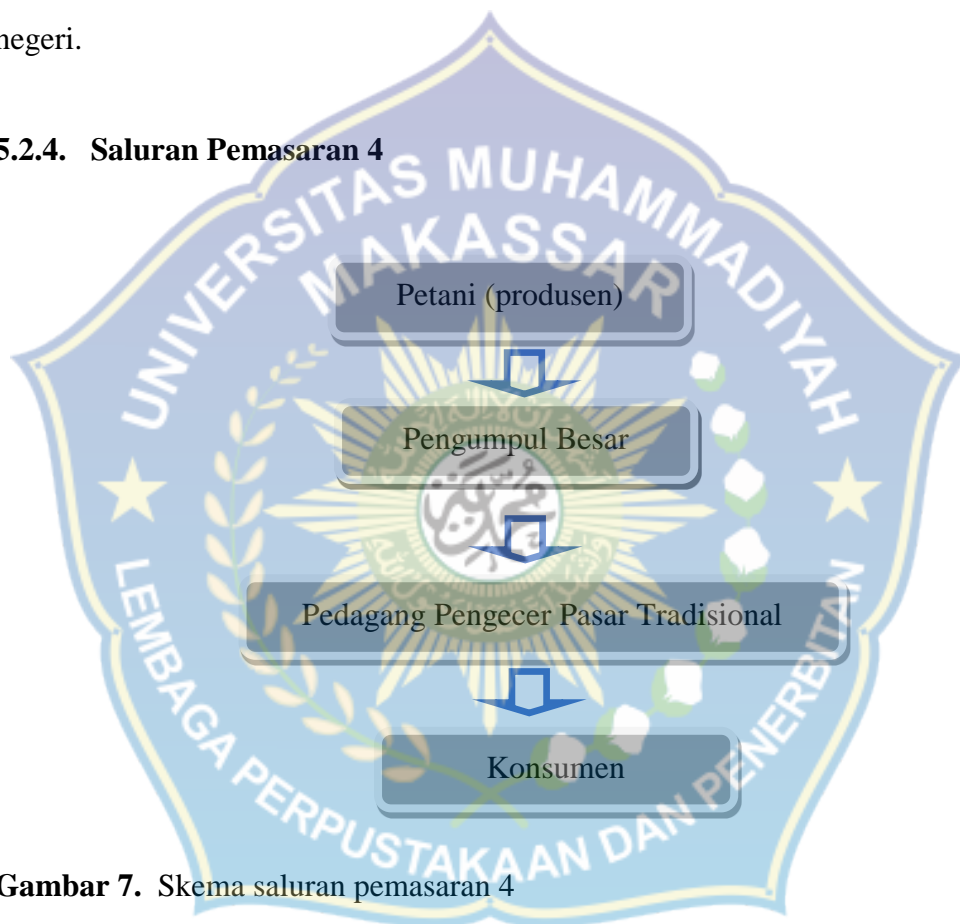 negeri.
5.2.4. Saluran Pemasaran 4
UNIVERSITAS MUHAMMADIYAH
MAKASSAR
Petani (produsen)
Pengumpul Besar
Pedagang Pengecer Pasar Tradisional
Konsumen
LEMBAGA PERPUSTAKAAN DAN PENERBITAN
Gambar 7. Skema saluran pemasaran 4